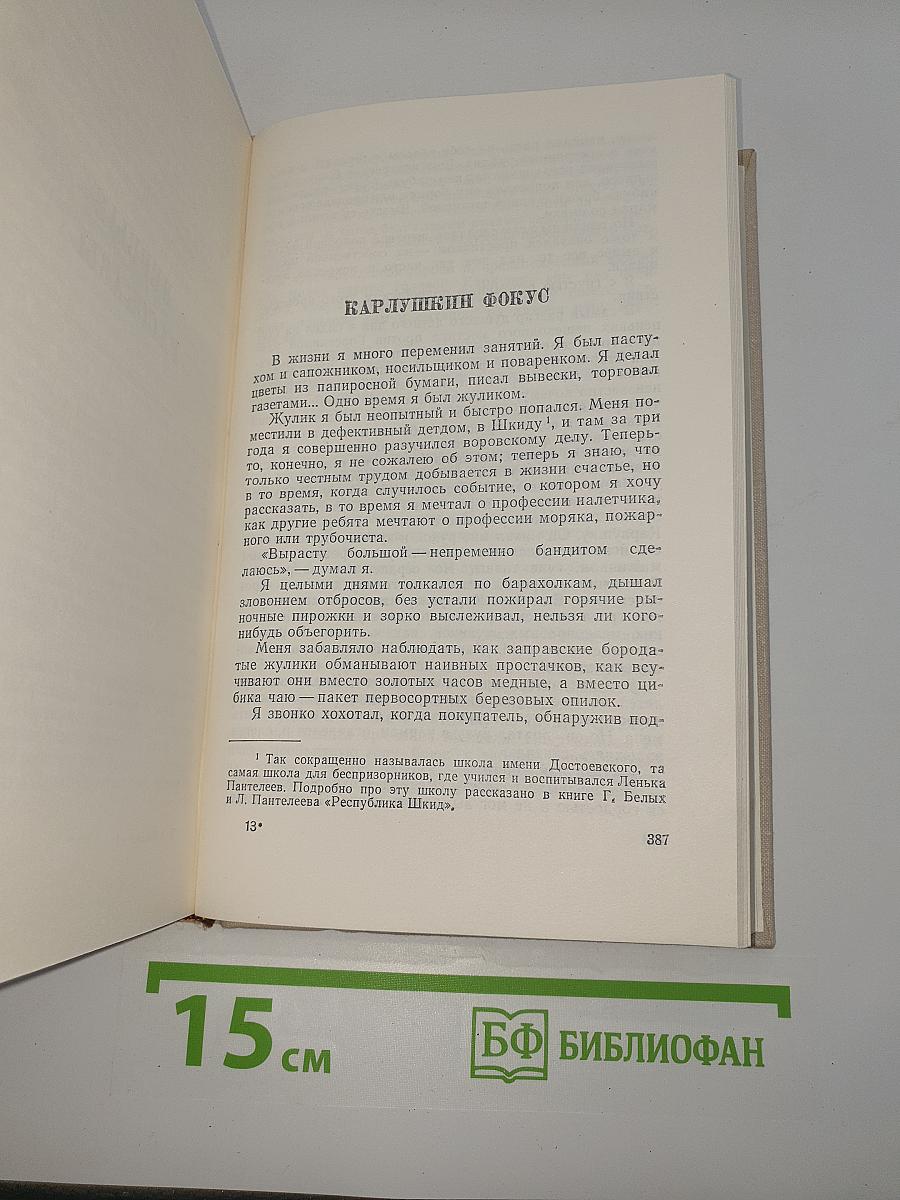 КАРЛУШКИН ФОКУС
В жизни я много переменил занятий. Я был пасту-
хом и сапожником, носильщиком и поваренком. Я делал
цветы из папиросной бумаги, писал вывески, торговал
газетами... Одно время я был жуликом.
Жулик я был неопытный и быстро попался. Меня по-
местили в дефективный детдом, в Шкиду ¹, и там за три
года я совершенно разучился воровскому делу. Теперь-
то, конечно, я не сожалею об этом; теперь я знаю, что
только честным трудом добывается в жизни счастье, но
в то время, когда случилось событие, о котором я хочу
рассказать, в то время я мечтал о профессии налетчика,
как другие ребята мечтают о профессии моряка, пожар-
ного или трубочиста.
«Вырасту большой — непременно бандитом сде-
лаюсь», — думал я.
Я целыми днями толкался по барахолкам, дышал
зловонием отбросов, без устали пожирал горячие ры-
ночные пирожки и зорко выслеживал, нельзя ли кого-
нибудь объегорить.
Меня забавляло наблюдать, как заправские борода-
тые жулики обманывают наивных простачков, как всу-
чивают они вместо золотых часов медные, а вместо ци-
бика чаю — пакет первосортных березовых опилок.
Я звонко хохотал, когда покупатель, обнаружив под-
¹ Так сокращенно называлась школа имени Достоевского, та
самая школа для беспризорников, где учился и воспитывался Ленька
Пантелеев. Подробно про эту школу рассказано в книге Г. Белых
и Л. Пантелеева «Республика Шкид».
13*
387
15 см
БФ БИБЛИОФАН